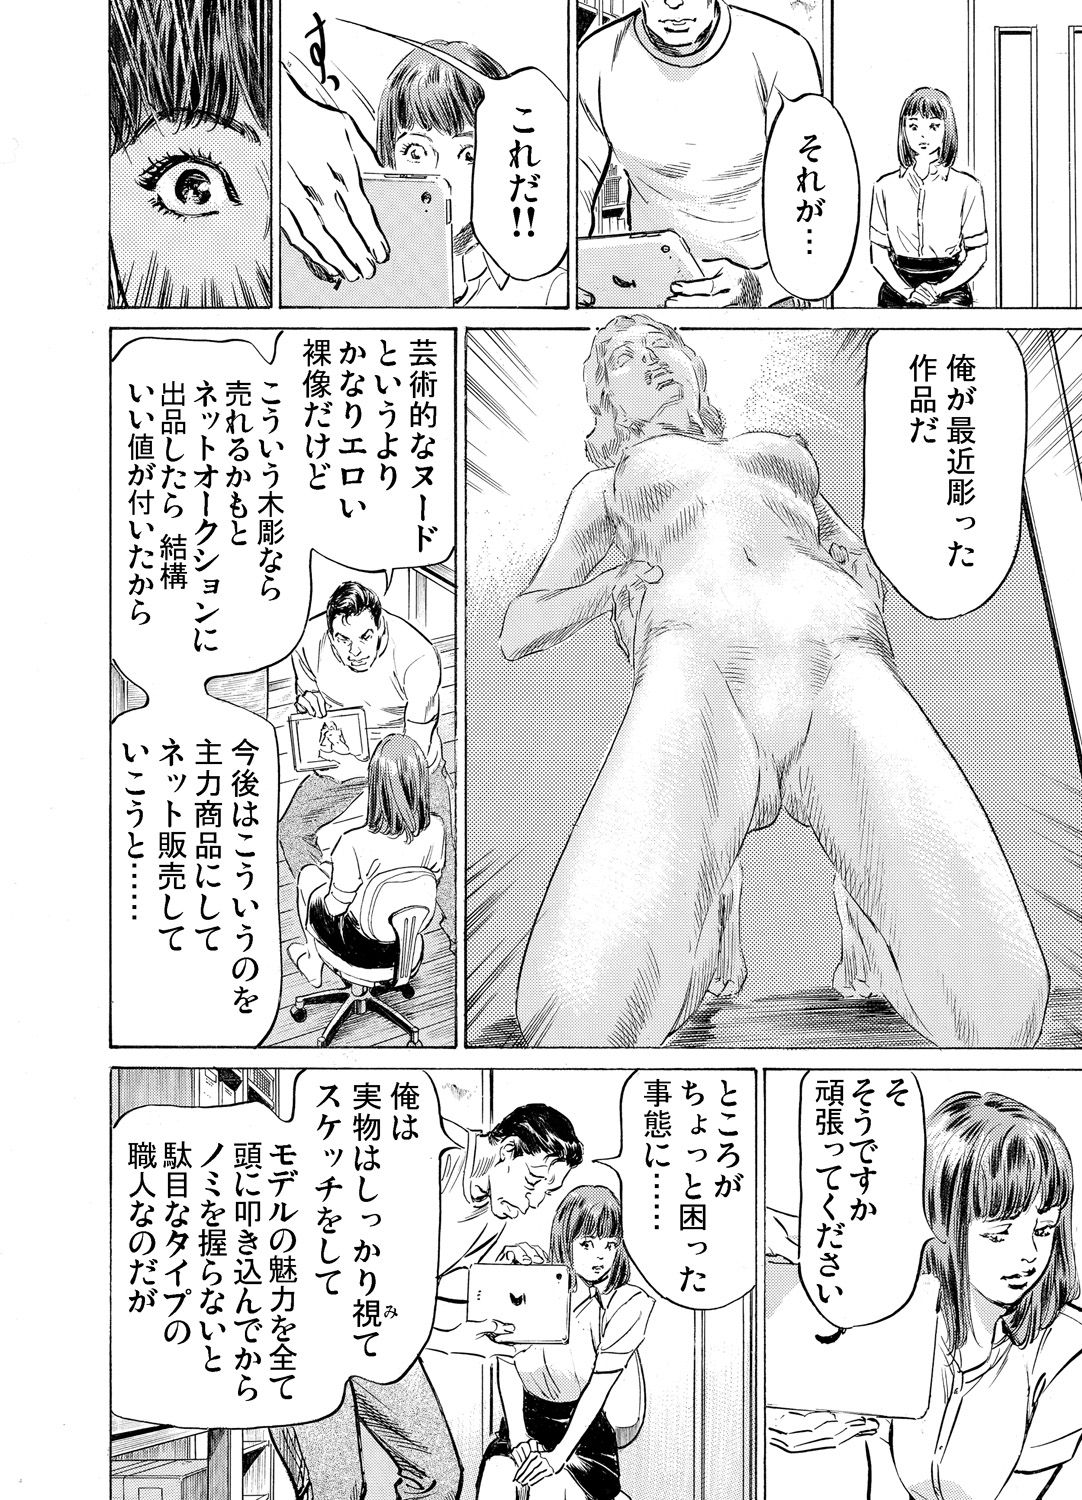 それが…
すっ
これだ!!
俺が最近彫った
作品だ
芸術的なヌード
というより
かなりエロい
裸像だけど
こういう木彫なら
売れるかもと
ネットオークションに
出品したら 結構
いい値が付いたから
今後はこういうのを
主力商品にして
ネット販売して
いこうと……
そ
そうですか
頑張ってください
ところが
ちょっと困った
事態に……
俺は
実物はしっかり視て
み
スケッチをして
モデルの魅力を全て
頭に叩き込んでから
ノミを握らないと
駄目なタイプの
職人なのだが